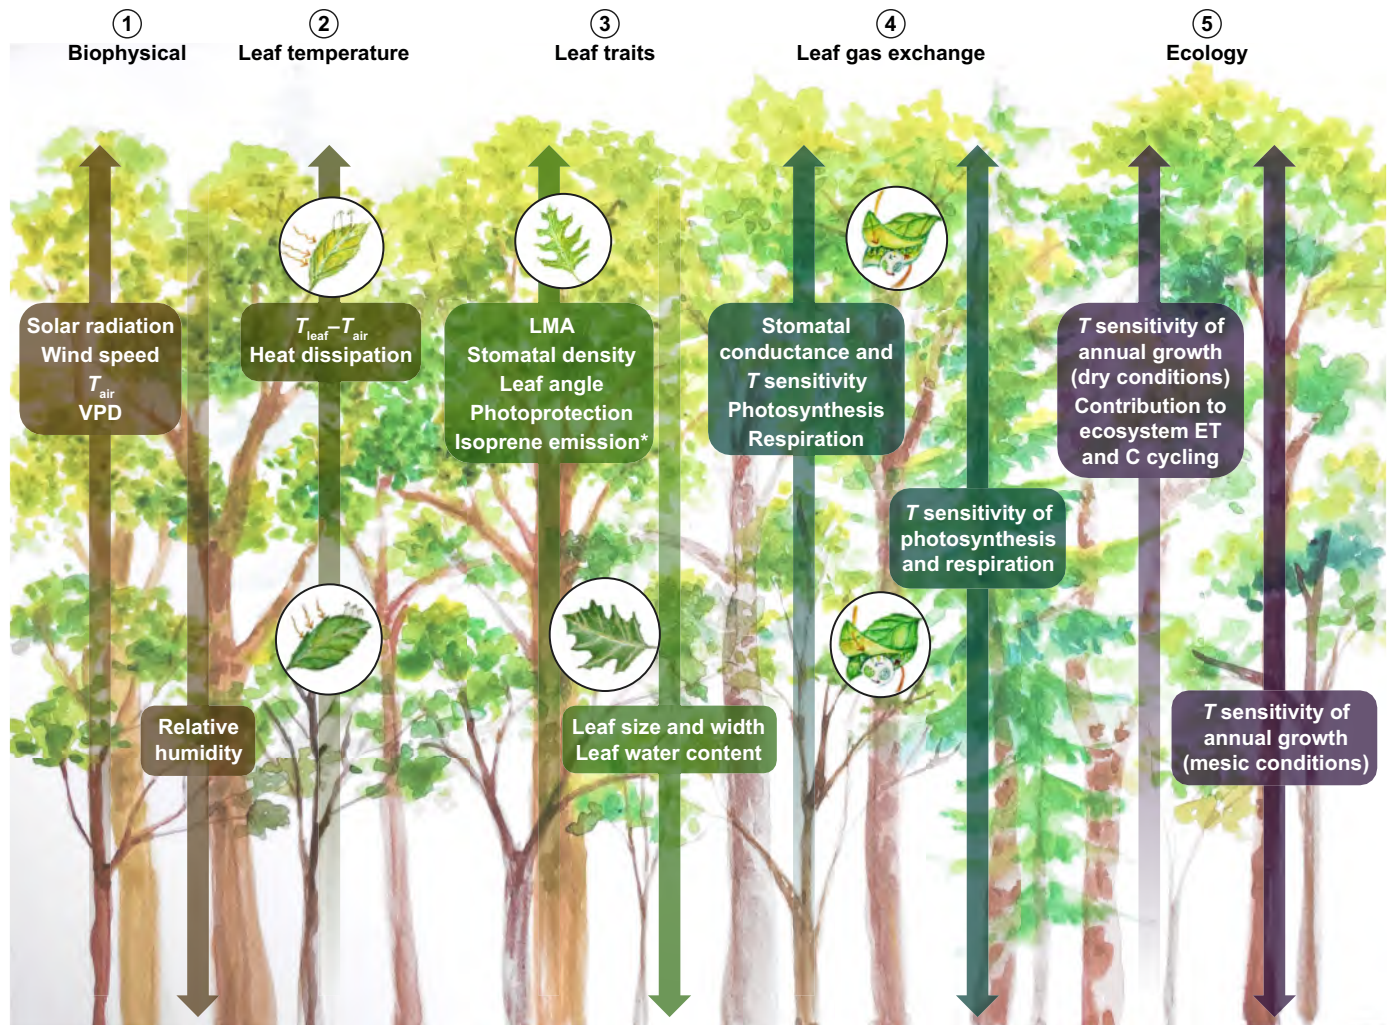 1
Biophysical
2
Leaf temperature
3
Leaf traits
4
Leaf gas exchange
5
Ecology
Solar radiation
Wind speed
Tair
VPD
Relative
humidity
Tleaf–Tair
Heat dissipation
LMA
Stomatal density
Leaf angle
Photoprotection
Isoprene emission*
Leaf size and width
Leaf water content
Stomatal
conductance and
T sensitivity
Photosynthesis
Respiration
T sensitivity of
photosynthesis
and respiration
T sensitivity of
annual growth
(dry conditions)
Contribution to
ecosystem ET
and C cycling
T sensitivity of
annual growth
(mesic conditions)